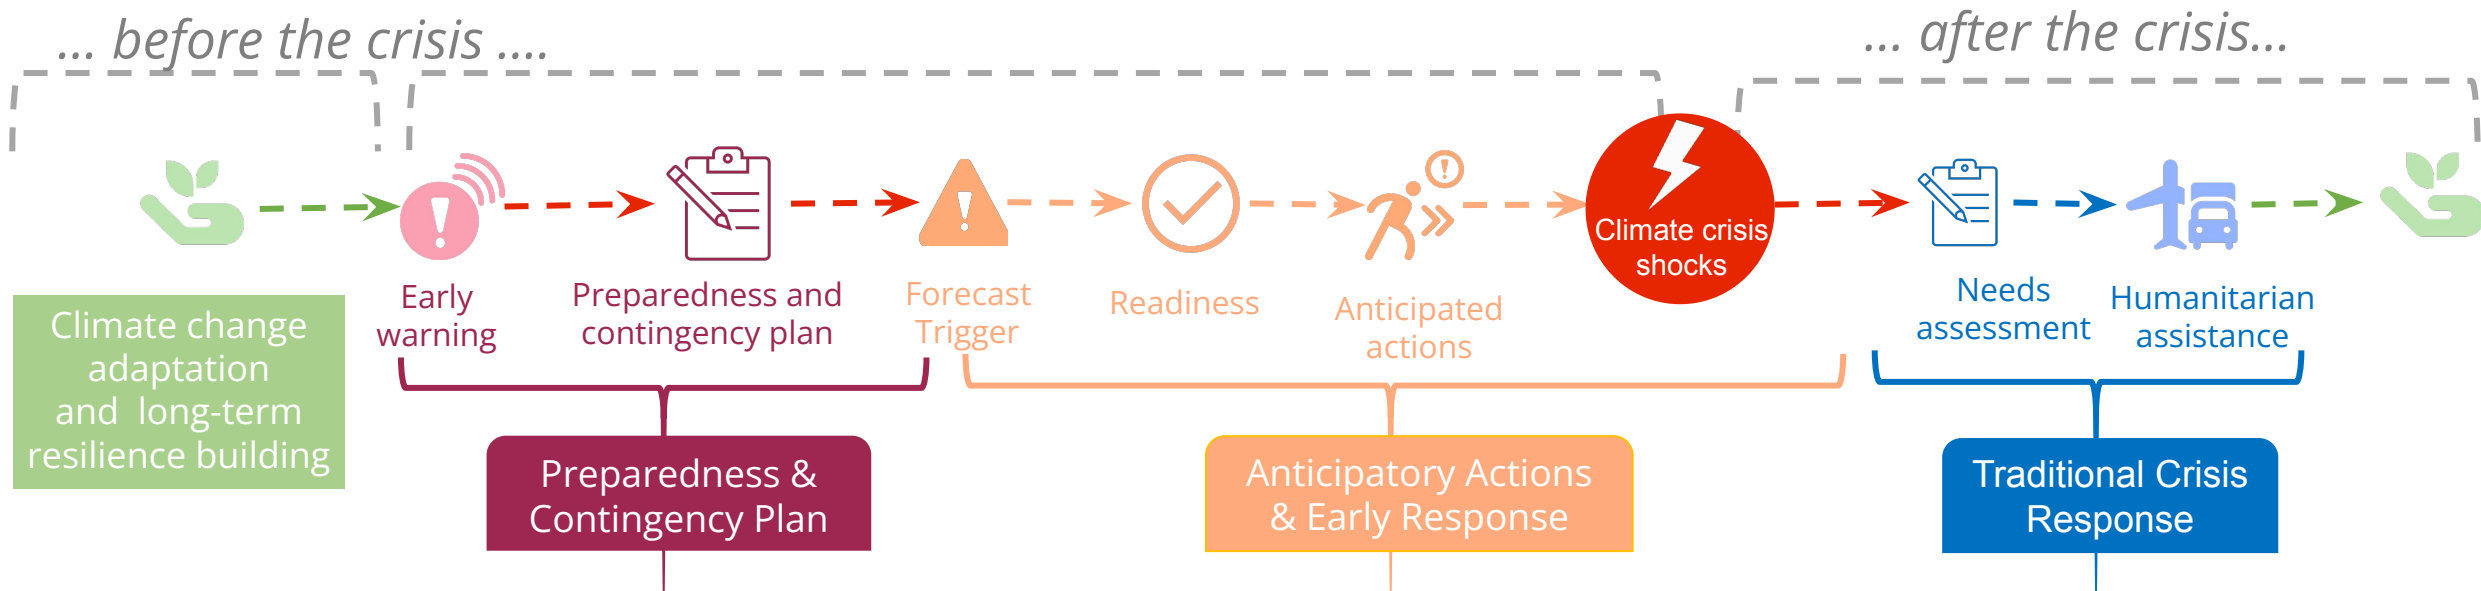 ... before the crisis ....
... after the crisis...
Climate crisis
shocks
Early
warning
Preparedness and
contingency plan
Forecast
Trigger
Readiness
Anticipated
actions
Needs
assessment
Humanitarian
assistance
Climate change
adaptation
and long-term
resilience building
Preparedness &
Contingency Plan
Anticipatory Actions
& Early Response
Traditional Crisis
Response